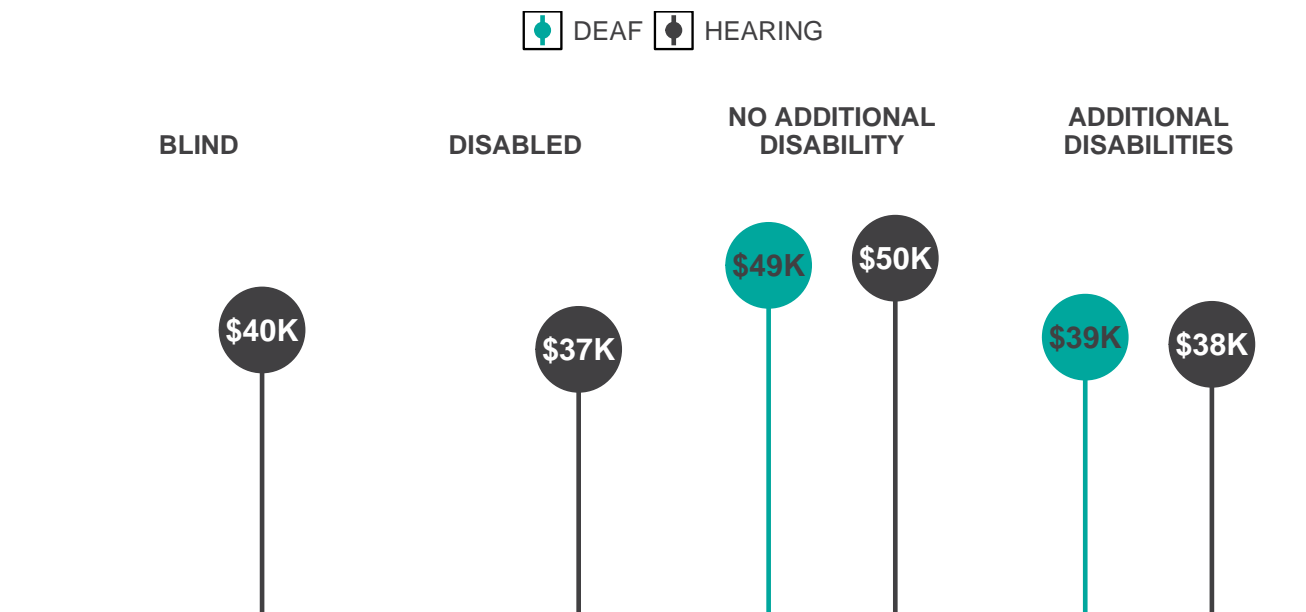 DEAF HEARING
BLIND
DISABLED
NO ADDITIONAL
DISABILITY
ADDITIONAL
DISABILITIES
$40K
$37K
$49K
$50K
$39K
$38K